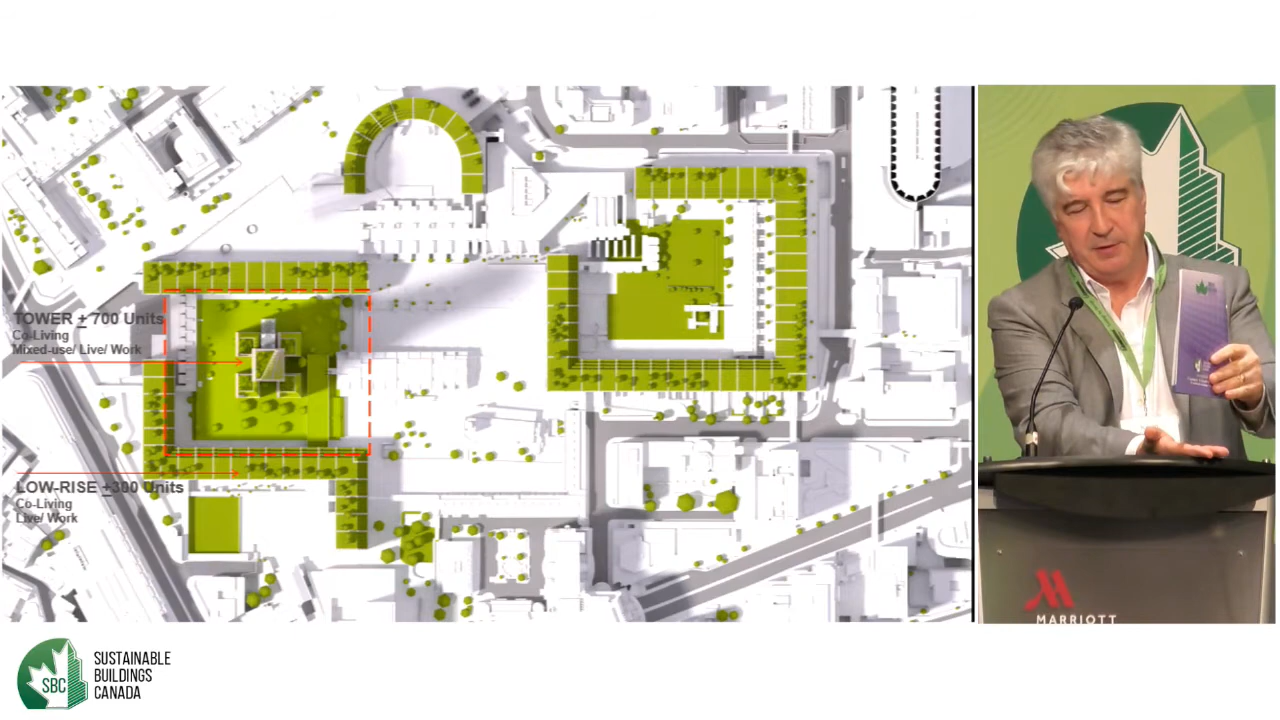 TOWER ± 700 Units
Co-Living
Mixed-use/ Live/ Work
LOW-RISE ±300 Units
Co-Living
Live/ Work
MARRIOTT
SBC
SUSTAINABLE
BUILDINGS
CANADA